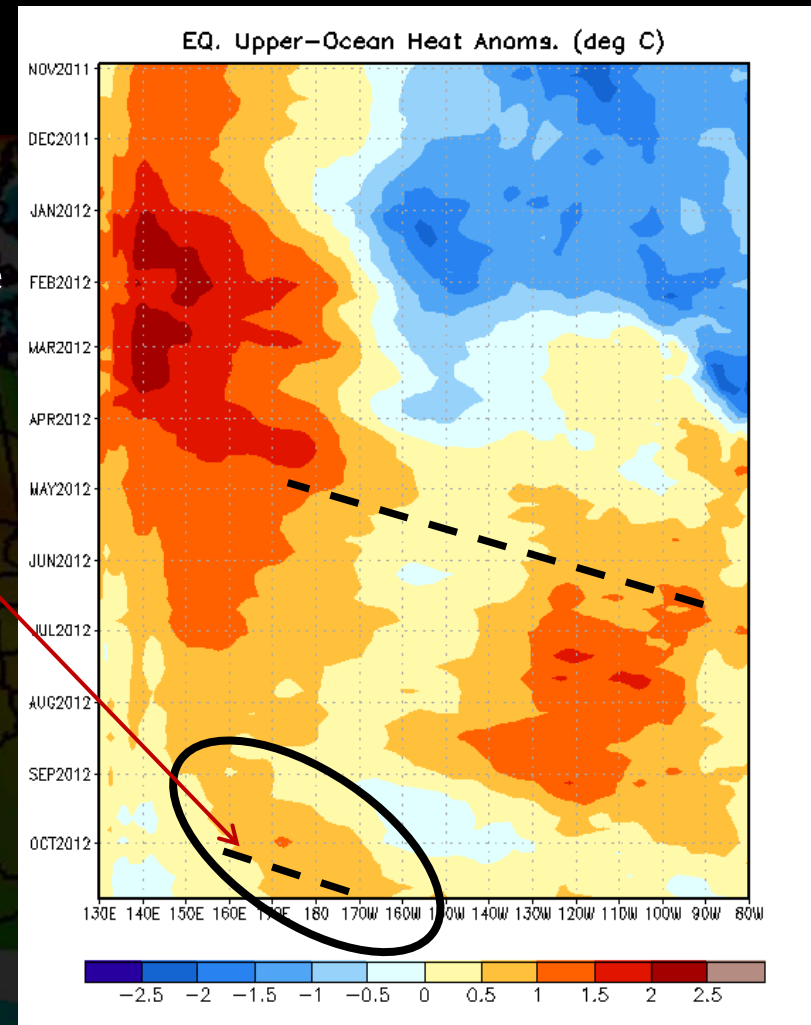 EQ. Upper-Ocean Heat Anoms. (deg C)
NOV2011
DEC2011
JAN2012
e
FEB2012
MAR2012
APR2012
MAY2012
JUN2012
JUL2012
AUG2012
SEP2012
OCT2012
130E 140E 150E 160E 170E 180 170W 160W 150W 140W 130W 120W 110W 100W 90W 80W
-2.5 -2 -1.5 -1 -0.5 0 0.5 1 1.5 2 2.5